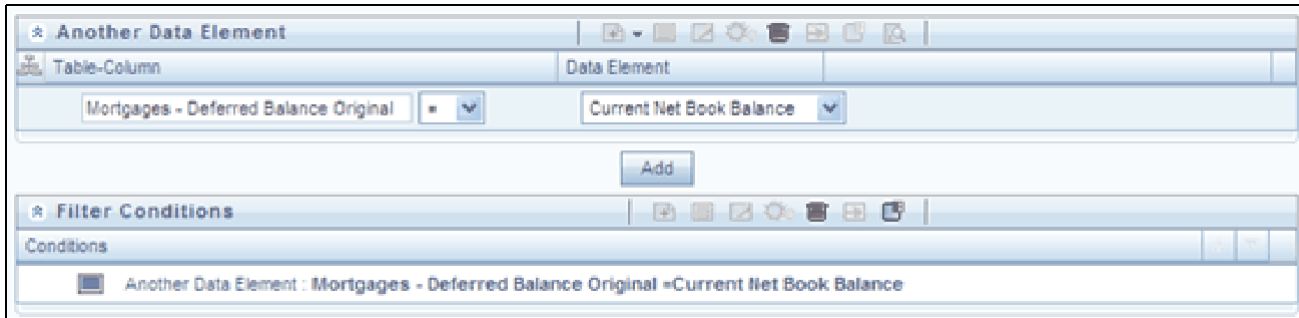 Another Data Element
Table-Column Data Element
Mortgages - Deferred Balance Original = Current Net Book Balance
Add
Filter Conditions
Conditions
Another Data Element : Mortgages - Deferred Balance Original =Current Net Book Balance